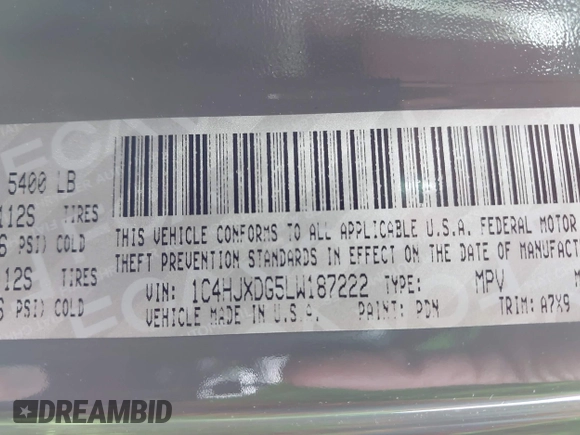 5400 LB
112S TIRES
PSI) COLD
12S TIRES
PSI) COLD
THIS VEHICLE CONFORMS TO ALL APPLICABLE U.S.A. FEDERAL MOTOR
THEFT PREVENTION STANDARDS IN EFFECT ON THE DATE OF MANUFAC
VIN: 1C4HJXDG5LW187222 TYPE: MPV
VEHICLE MADE IN U.S.A. PAINT: PDN TRIM: A7X9
DREAMBID